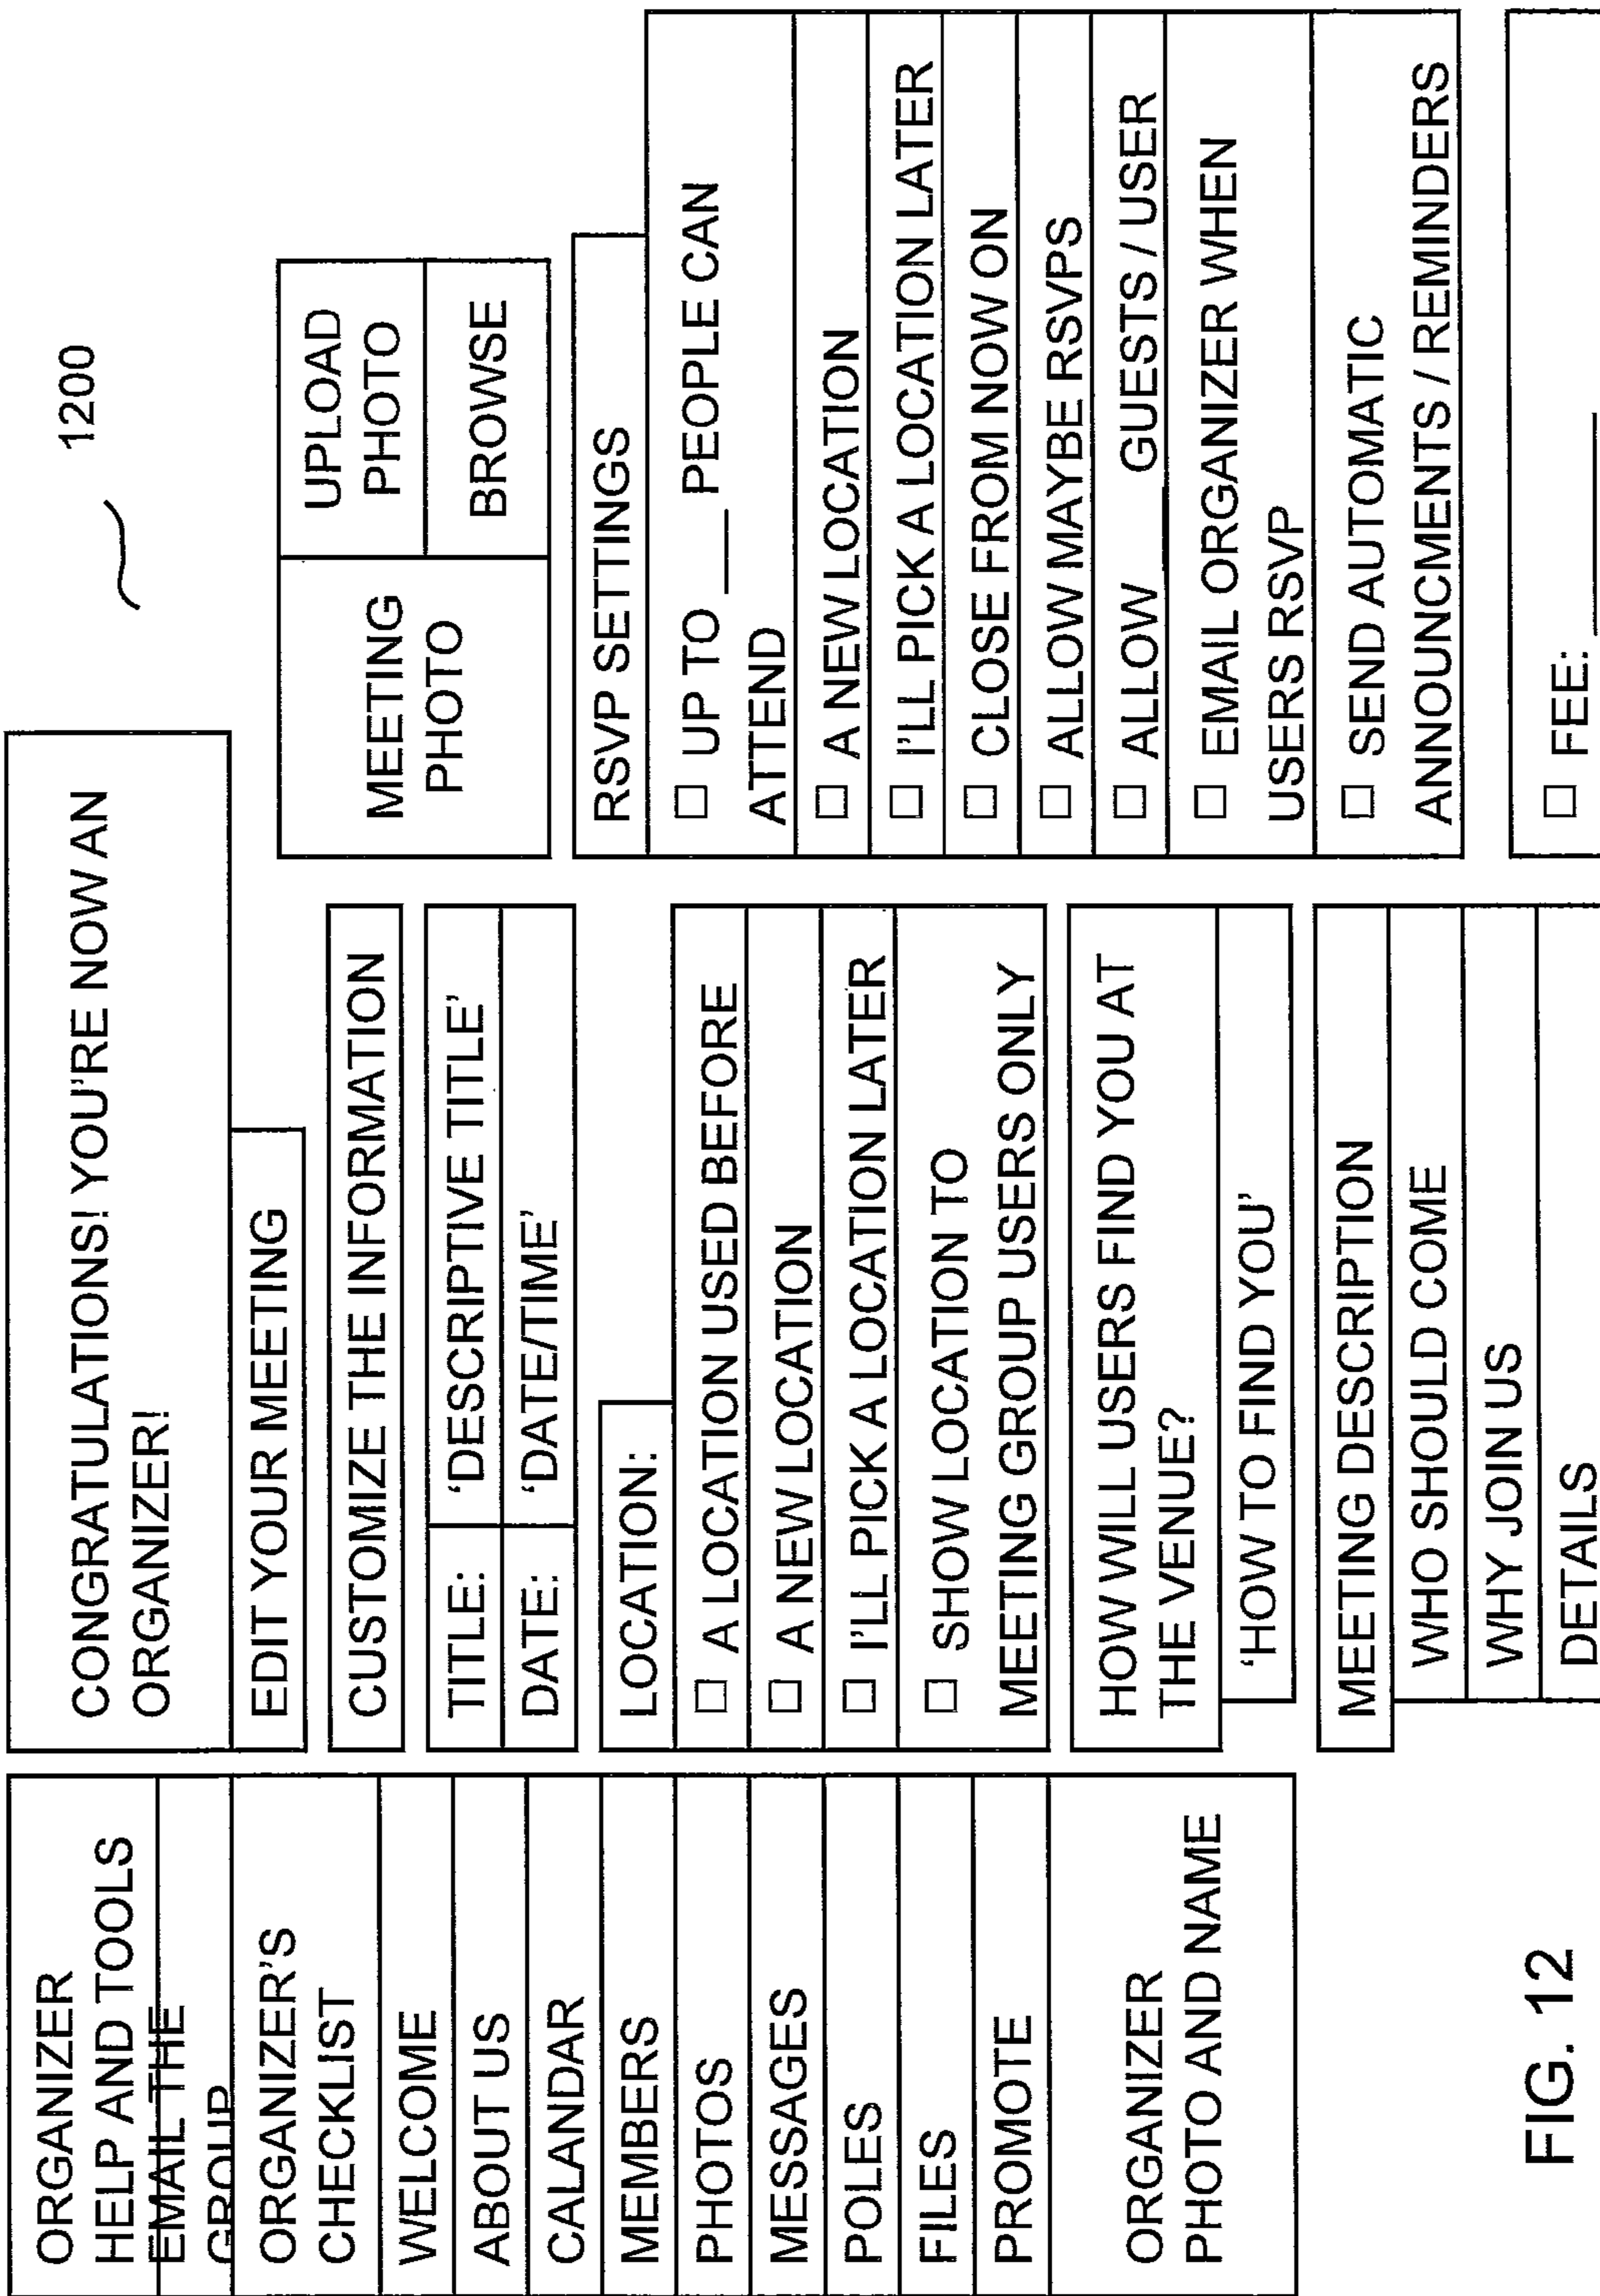 1200
ORGANIZER
HELP AND TOOLS
EMAIL THE
GROUP
ORGANIZER'S
CHECKLIST
WELCOME
ABOUT US
CALANDAR
MEMBERS
PHOTOS
MESSAGES
POLES
FILES
PROMOTE
ORGANIZER
PHOTO AND NAME
CONGRATULATIONS! YOU'RE NOW AN
ORGANIZER!
EDIT YOUR MEETING
CUSTOMIZE THE INFORMATION
TITLE: 'DESCRIPTIVE TITLE'
DATE: 'DATE/TIME'
LOCATION:
☐ A LOCATION USED BEFORE
☐ A NEW LOCATION
☐ I'LL PICK A LOCATION LATER
☐ SHOW LOCATION TO
MEETING GROUP USERS ONLY
HOW WILL USERS FIND YOU AT
THE VENUE?
'HOW TO FIND YOU'
MEETING DESCRIPTION
WHO SHOULD COME
WHY JOIN US
DETAILS
MEETING
PHOTO
UPLOAD
PHOTO
BROWSE
RSVP SETTINGS
☐ UP TO ___ PEOPLE CAN
ATTEND
☐ A NEW LOCATION
☐ I'LL PICK A LOCATION LATER
☐ CLOSE FROM NOW ON
☐ ALLOW MAYBE RSVPS
☐ ALLOW ___ GUESTS / USER
☐ EMAIL ORGANIZER WHEN
USERS RSVP
☐ SEND AUTOMATIC
ANNOUNCMENTS / REMINDERS
☐ FEE: ______
FIG. 12